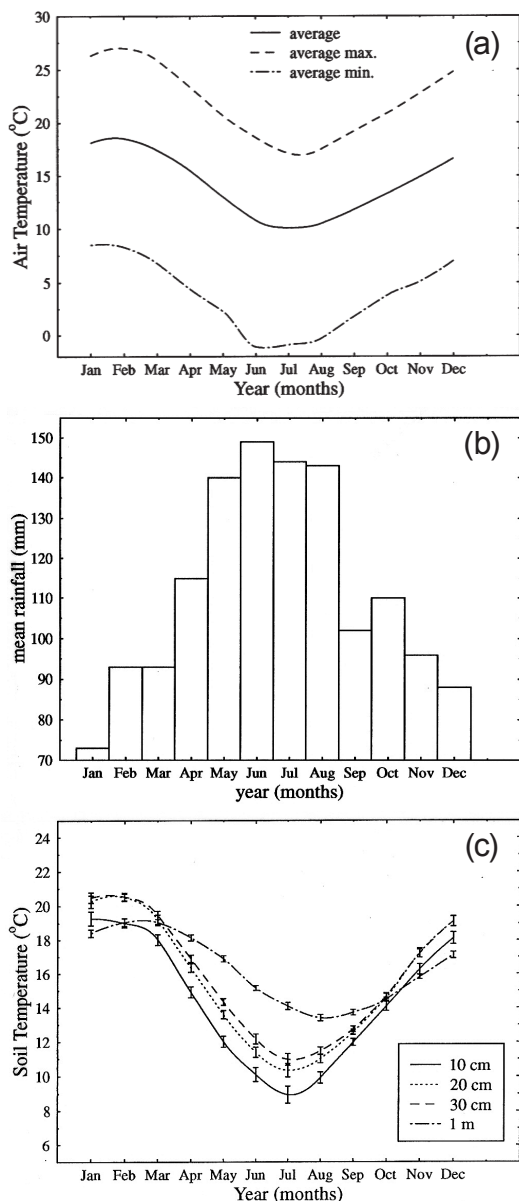 (a)
average
average max.
average min.
30
25
20
15
10
5
0
Air Temperature (°C)
Jan Feb Mar Apr May Jun Jul Aug Sep Oct Nov Dec
Year (months)
(b)
150
140
130
120
110
100
90
80
70
mean rainfall (mm)
Jan Feb Mar Apr May Jun Jul Aug Sep Oct Nov Dec
year (months)
(c)
24
22
20
18
16
14
12
10
8
6
Soil Temperature (°C)
10 cm
20 cm
30 cm
1 m
Jan Feb Mar Apr May Jun Jul Aug Sep Oct Nov Dec
Year (months)